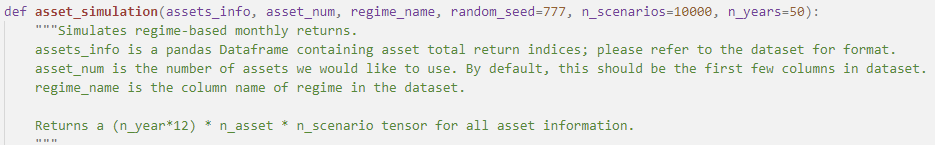 def asset_simulation(assets_info, asset_num, regime_name, random_seed=777, n_scenarios=10000, n_years=50):
"""Simulates regime-based monthly returns.
assets_info is a pandas Dataframe containing asset total return indices; please refer to the dataset for format.
asset_num is the number of assets we would like to use. By default, this should be the first few columns in dataset.
regime_name is the column name of regime in the dataset.
Returns a (n_year*12) * n_asset * n_scenario tensor for all asset information.
"""